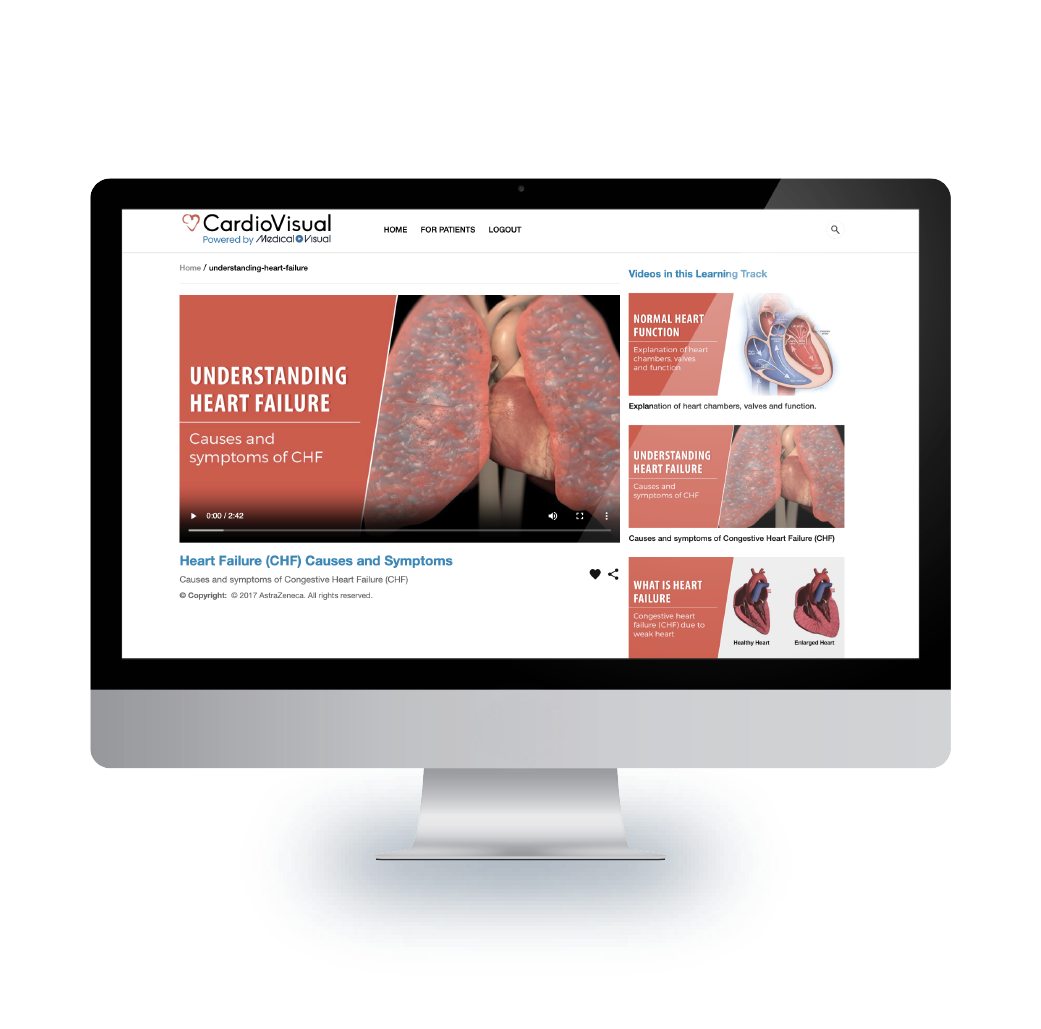 CardioVisual
Powered by Medical Visual
HOME
FOR PATIENTS
LOGOUT
Home / understanding-heart-failure
UNDERSTANDING
HEART FAILURE
Causes and
symptoms of CHF
0:00 / 2:42
Heart Failure (CHF) Causes and Symptoms
Causes and symptoms of Congestive Heart Failure (CHF)
© Copyright: © 2017 AstraZeneca. All rights reserved.
Videos in this Learning Track
NORMAL HEART
FUNCTION
Explanation of heart
chambers, valves
and function
Explanation of heart chambers, valves and function.
UNDERSTANDING
HEART FAILURE
Causes and
symptoms of CHF
Causes and symptoms of Congestive Heart Failure (CHF)
WHAT IS HEART
FAILURE
Congestive heart
failure (CHF) due to
weak heart
Healthy Heart
Enlarged Heart